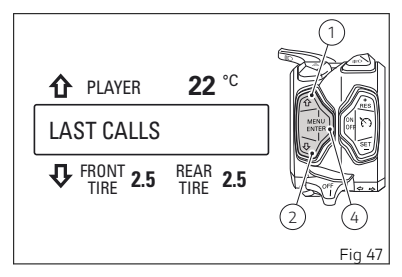 PLAYER 22 °C
LAST CALLS
FRONT TIRE 2.5 REAR TIRE 2.5
1
RES
MENU
ENTER
ON
OFF
SET
OFF
2
4
Fig 47